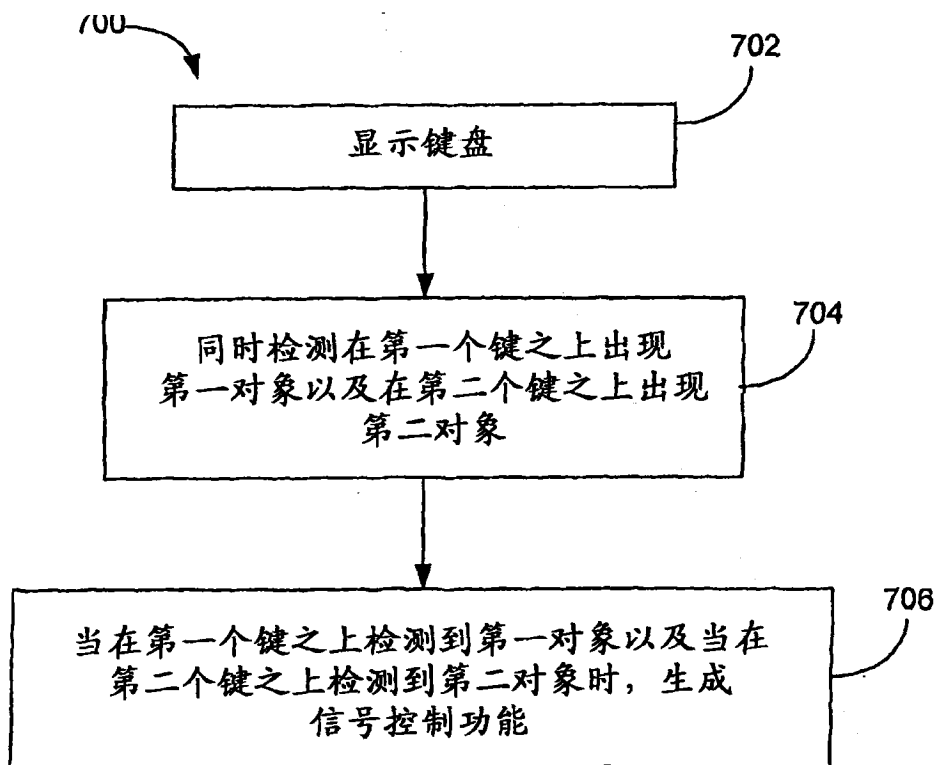 700
702
显示键盘
704
同时检测在第一个键之上出现
第一对象以及在第二个键之上出现
第二对象
706
当在第一个键之上检测到第一对象以及当在
第二个键之上检测到第二对象时，生成
信号控制功能